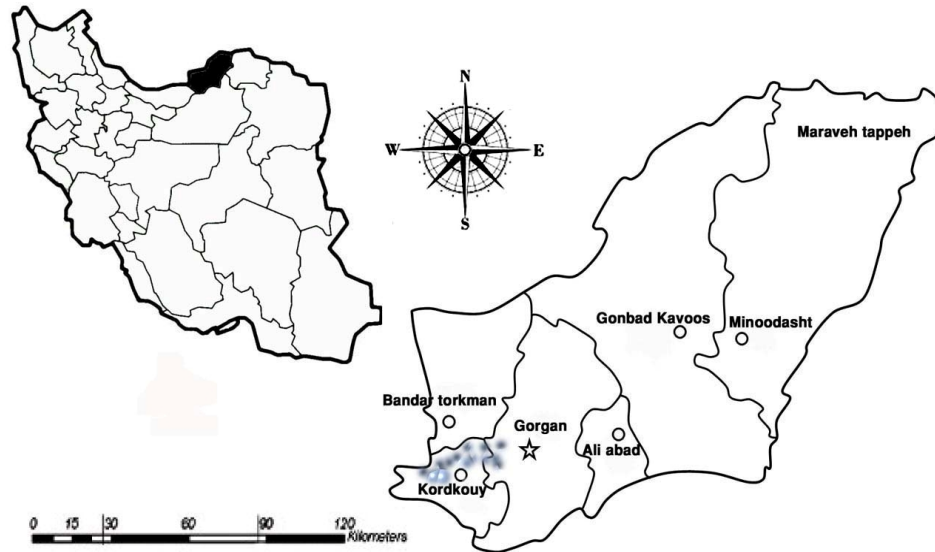 N
W
E
S
Maraveh tappeh
Gonbad Kavoos
Minoodasht
Bandar torkman
Gorgan
Ali abad
Kordkouy
0 15 30 60 90 120
Kilometers